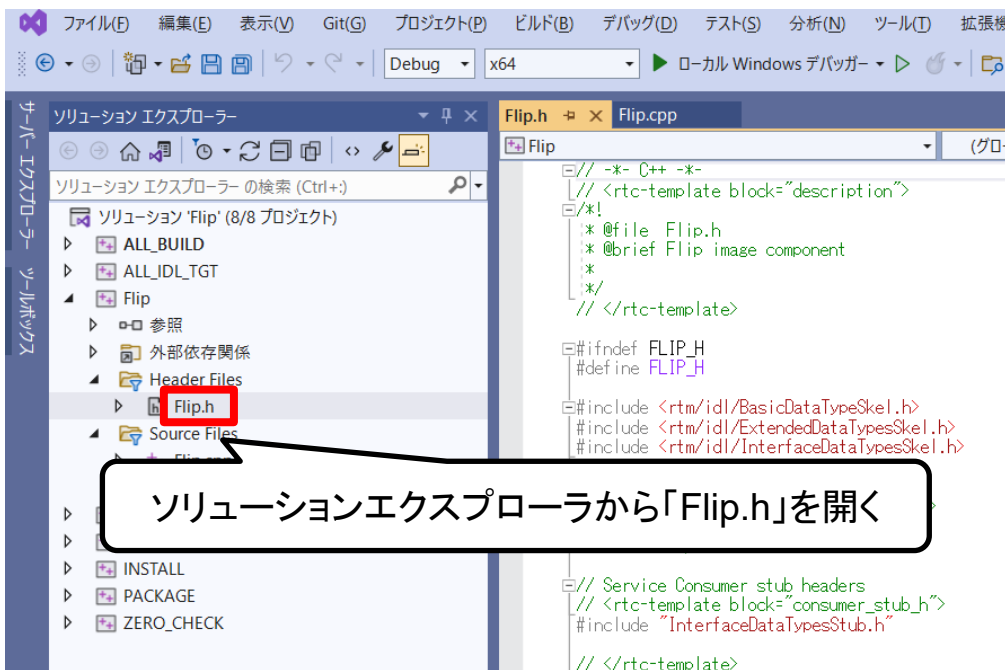 ファイル(F) 編集(E) 表示(V) Git(G) プロジェクト(P) ビルド(B) デバッグ(D) テスト(S) 分析(N) ツール(T) 拡張機
Debug x64 ローカル Windows デバッガー
サーバー エクスプローラー
ツールボックス
ソリューション エクスプローラー
ソリューション エクスプローラー の検索 (Ctrl+:)
ソリューション 'Flip' (8/8 プロジェクト)
ALL_BUILD
ALL_IDL_TGT
Flip
参照
外部依存関係
Header Files
Flip.h
Source Files
Flip.cpp
INSTALL
PACKAGE
ZERO_CHECK
Flip.h Flip.cpp
Flip (グロ
// -*- C++ -*-
// <rtc-template block="description">
/*!
* @file Flip.h
* @brief Flip image component
*
*/
// </rtc-template>
#ifndef FLIP_H
#define FLIP_H
#include <rtm/idl/BasicDataTypeSkel.h>
#include <rtm/idl/ExtendedDataTypesSkel.h>
#include <rtm/idl/InterfaceDataTypesSkel.h>
ソリューションエクスプローラから「Flip.h」を開く
// Service Consumer stub headers
// <rtc-template block="consumer_stub_h">
#include "InterfaceDataTypesStub.h"
// </rtc-template>